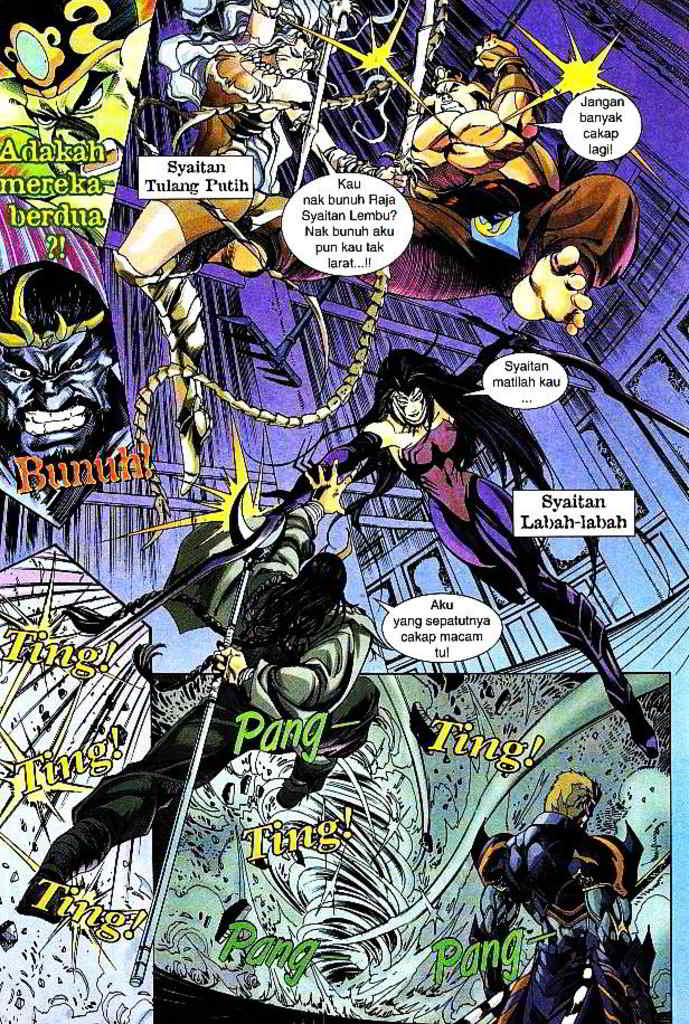 Adakah
mereka
berdua
?!
Syaitan
Tulang Putih
Jangan
banyak
cakap
lagi!
Kau
nak bunuh Raja
Syaitan Lembu?
Nak bunuh aku
pun kau tak
larat...!!
Bunuh!
Syaitan
matilah kau
...
Syaitan
Labah-labah
Aku
yang sepatutnya
cakap macam
tu!
Ting!
Ting!
Ting!
Pang
Ting!
Ting!
Pang
Pang